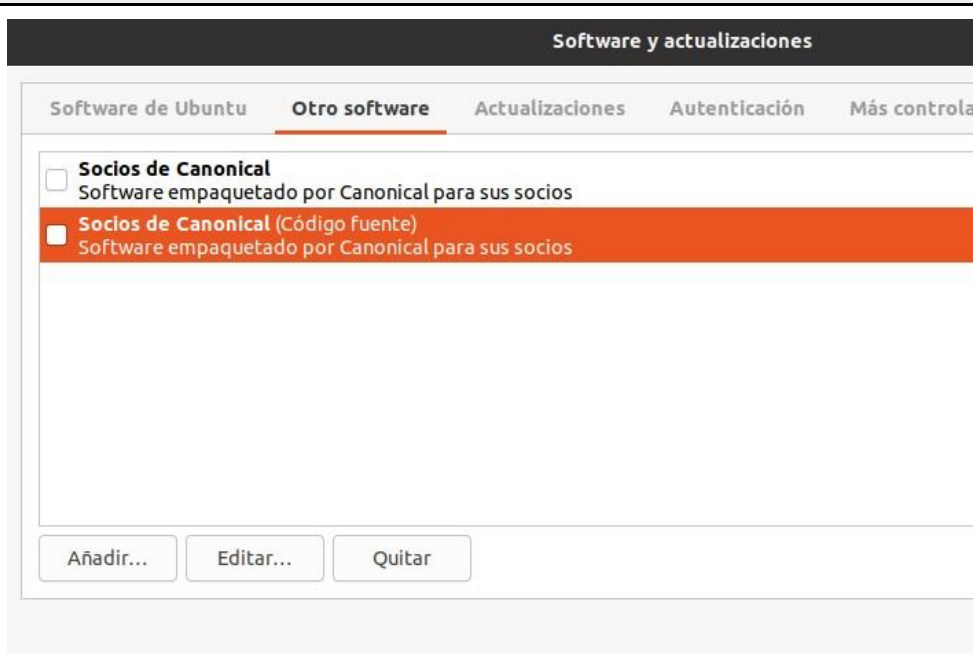 Software y actualizaciones
Software de Ubuntu Otro software Actualizaciones Autenticación Más controla
Socios de Canonical
Software empaquetado por Canonical para sus socios
Socios de Canonical (Código fuente)
Software empaquetado por Canonical para sus socios
Añadir... Editar... Quitar